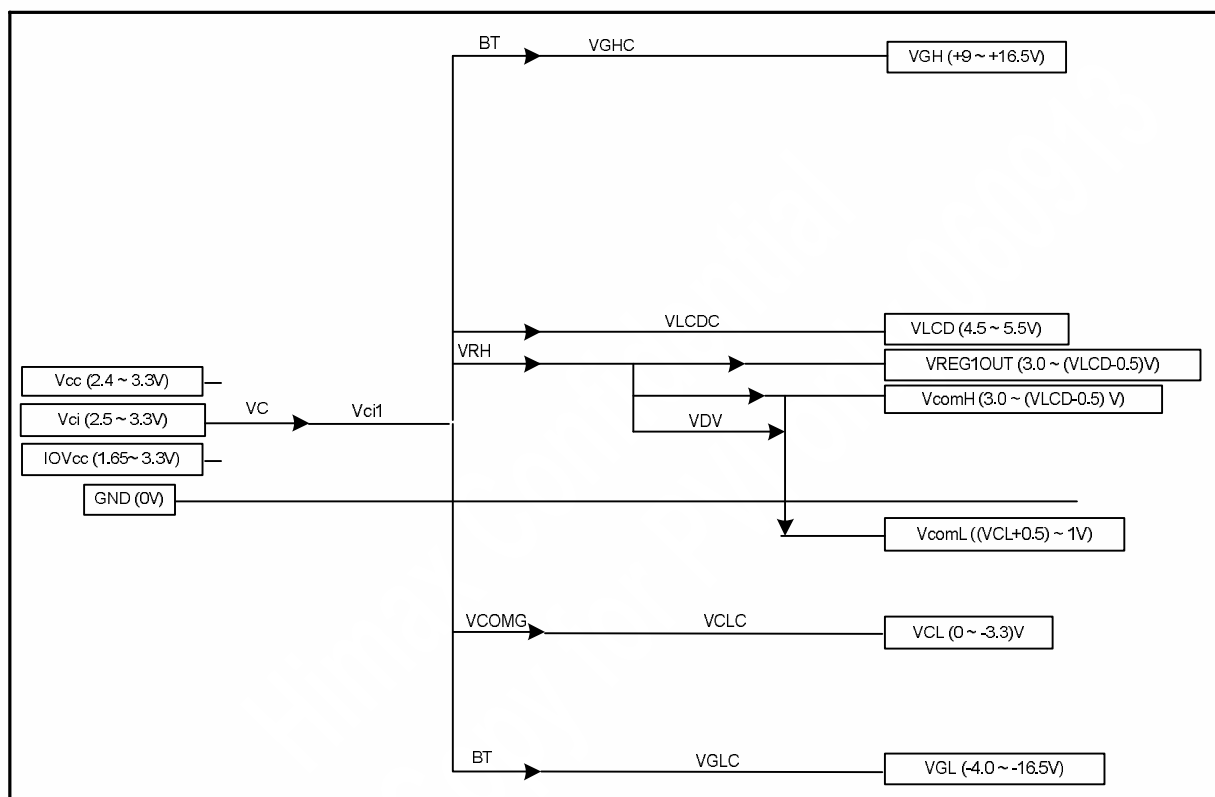 BT
VGHC
VGH (+9 ~ +16.5V)
VLCDC
VLCD (4.5 ~ 5.5V)
VRH
VREG1OUT (3.0 ~ (VLCD-0.5)V)
Vcc (2.4 ~ 3.3V)
VcomH (3.0 ~ (VLCD-0.5) V)
Vci (2.5 ~ 3.3V)
VC
Vci1
VDV
IOVcc (1.65~ 3.3V)
GND (0V)
VcomL ((VCL+0.5) ~ 1V)
VCOMG
VCLC
VCL (0 ~ -3.3)V
BT
VGLC
VGL (-4.0 ~ -16.5V)